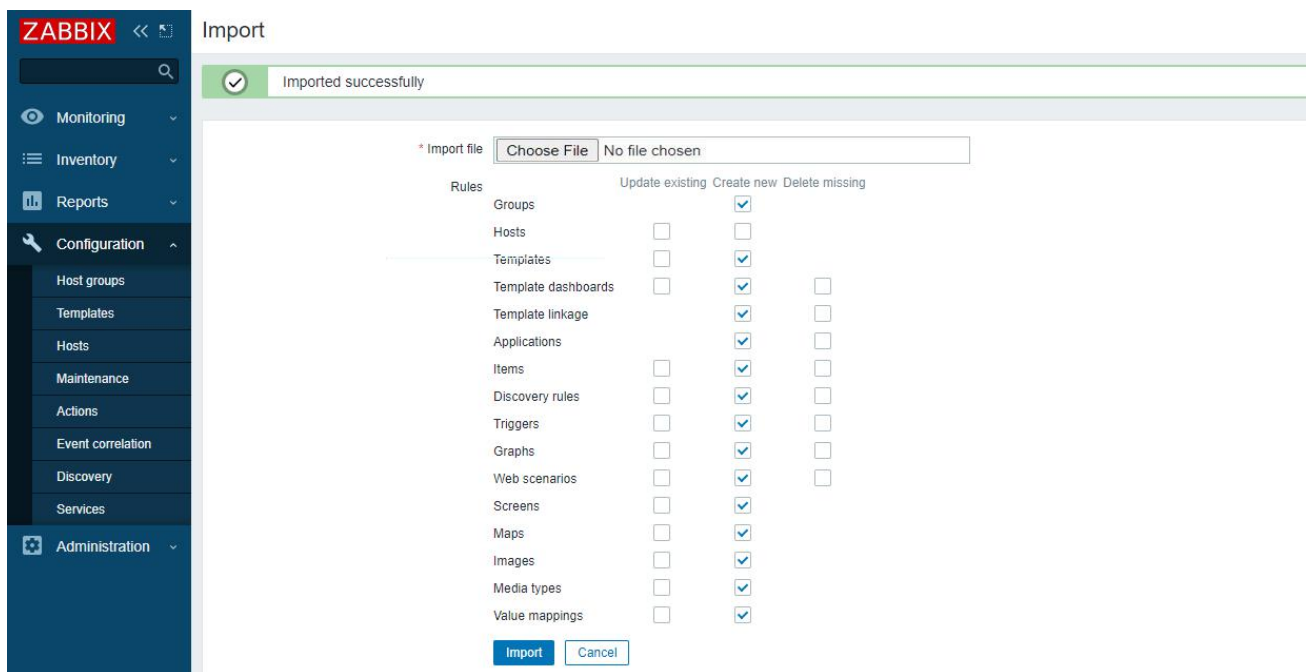 ZABBIX
Import
Imported successfully
Monitoring
Inventory
Reports
Configuration
Host groups
Templates
Hosts
Maintenance
Actions
Event correlation
Discovery
Services
Administration
* Import file Choose File No file chosen
Rules Update existing Create new Delete missing
Groups
Hosts
Templates
Template dashboards
Template linkage
Applications
Items
Discovery rules
Triggers
Graphs
Web scenarios
Screens
Maps
Images
Media types
Value mappings
Import Cancel